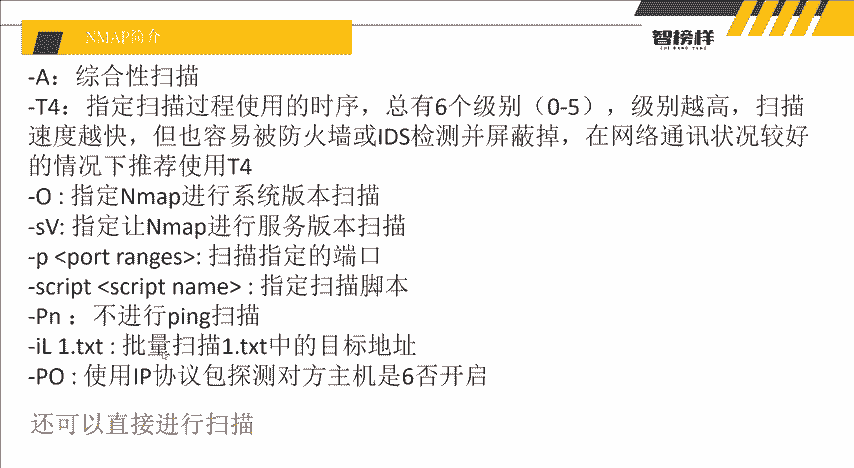 NMAP简介
智榜样
ZHI BANG YANG
-A：综合性扫描
-T4：指定扫描过程使用的时序，总有6个级别（0-5），级别越高，扫描
速度越快，但也容易被防火墙或IDS检测并屏蔽掉，在网络通讯状况较好
的情况下推荐使用T4
-O : 指定Nmap进行系统版本扫描
-sV: 指定让Nmap进行服务版本扫描
-p <port ranges>: 扫描指定的端口
-script <script name> : 指定扫描脚本
-Pn ：不进行ping扫描
-iL 1.txt : 批量扫描1.txt中的目标地址
-PO : 使用IP协议包探测对方主机是6否开启
还可以直接进行扫描